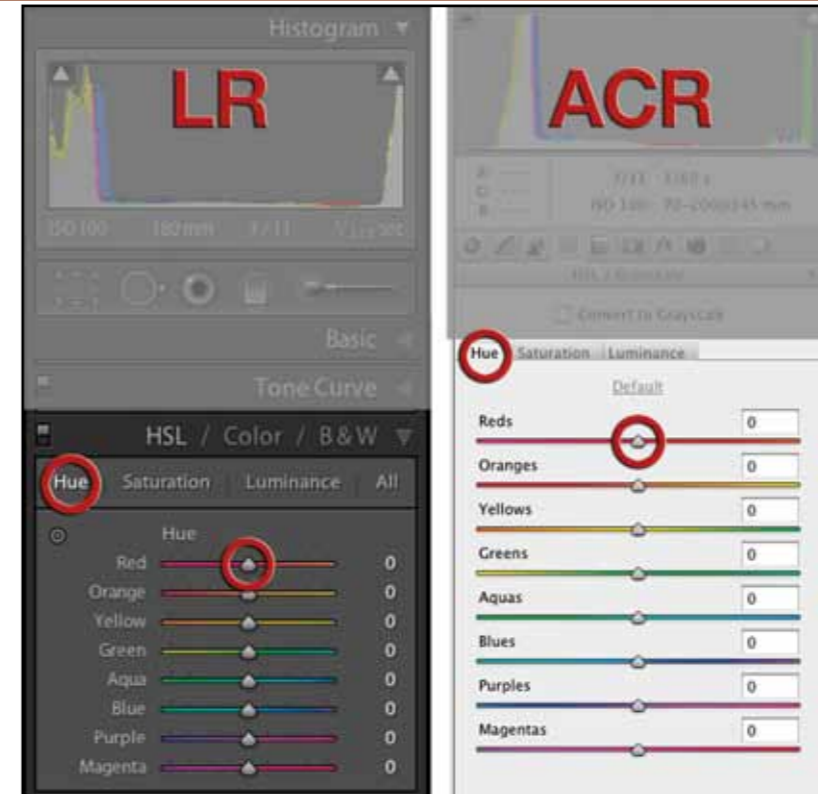 Histogram
LR
ISO 100 180 mm f / 11
Basic
Tone Curve
HSL / Color / B & W
Hue Saturation Luminance All
Hue
Red 0
Orange 0
Yellow 0
Green 0
Aqua 0
Blue 0
Purple 0
Magenta 0
ACR
Convert to Grayscale
Hue Saturation Luminance
Default
Reds 0
Oranges 0
Yellows 0
Greens 0
Aquas 0
Blues 0
Purples 0
Magentas 0